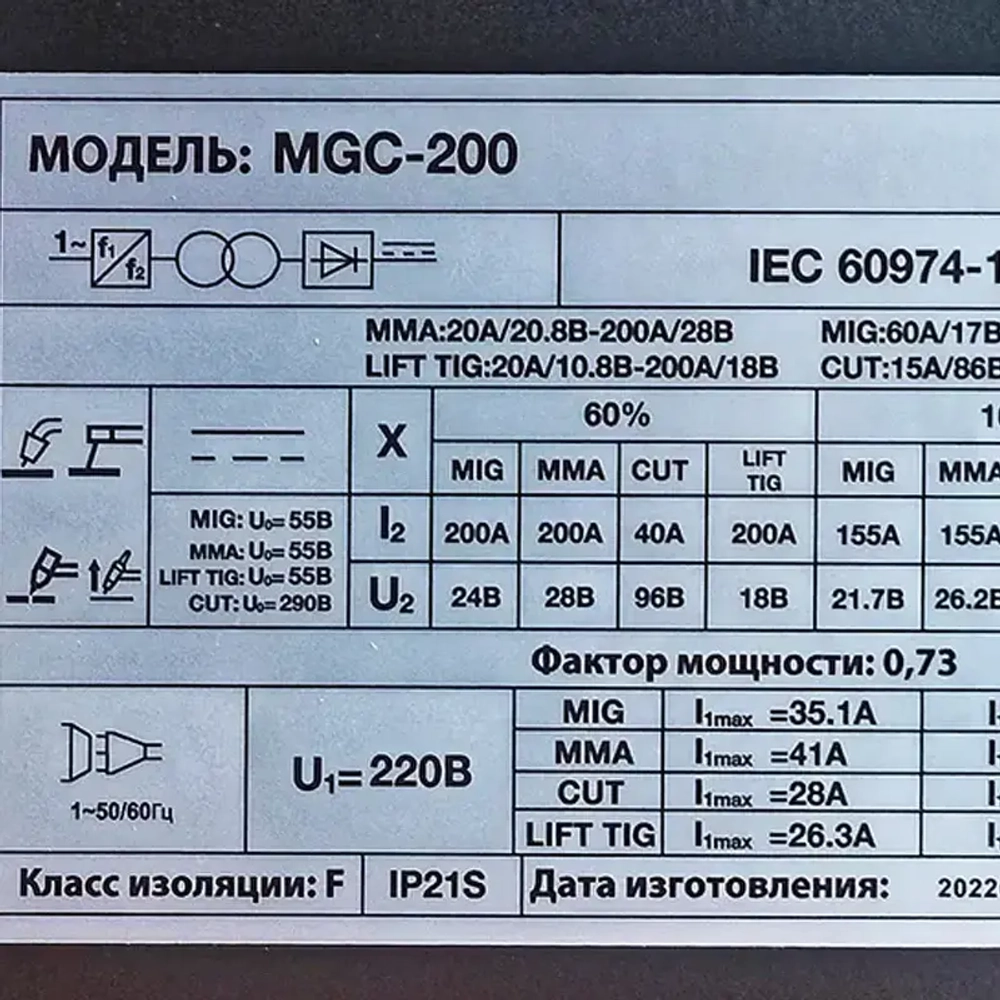 МОДЕЛЬ: MGC-200
1~ f1 f2
IEC 60974-1
MMA:20A/20.8B-200A/28B MIG:60A/17B
LIFT TIG:20A/10.8B-200A/18B CUT:15A/86B
X 60%
MIG MMA CUT LIFT TIG MIG MMA
MIG: U₀=55B
MMA: U₀=55B
LIFT TIG: U₀=55B
CUT: U₀=290B
I₂ 200A 200A 40A 200A 155A 155A
U₂ 24B 28B 96B 18B 21.7B 26.2B
Фактор мощности: 0,73
1~50/60Гц
U₁=220B
MIG I₁max =35.1A
MMA I₁max =41A
CUT I₁max =28A
LIFT TIG I₁max =26.3A
Класс изоляции: F IP21S Дата изготовления: 2022